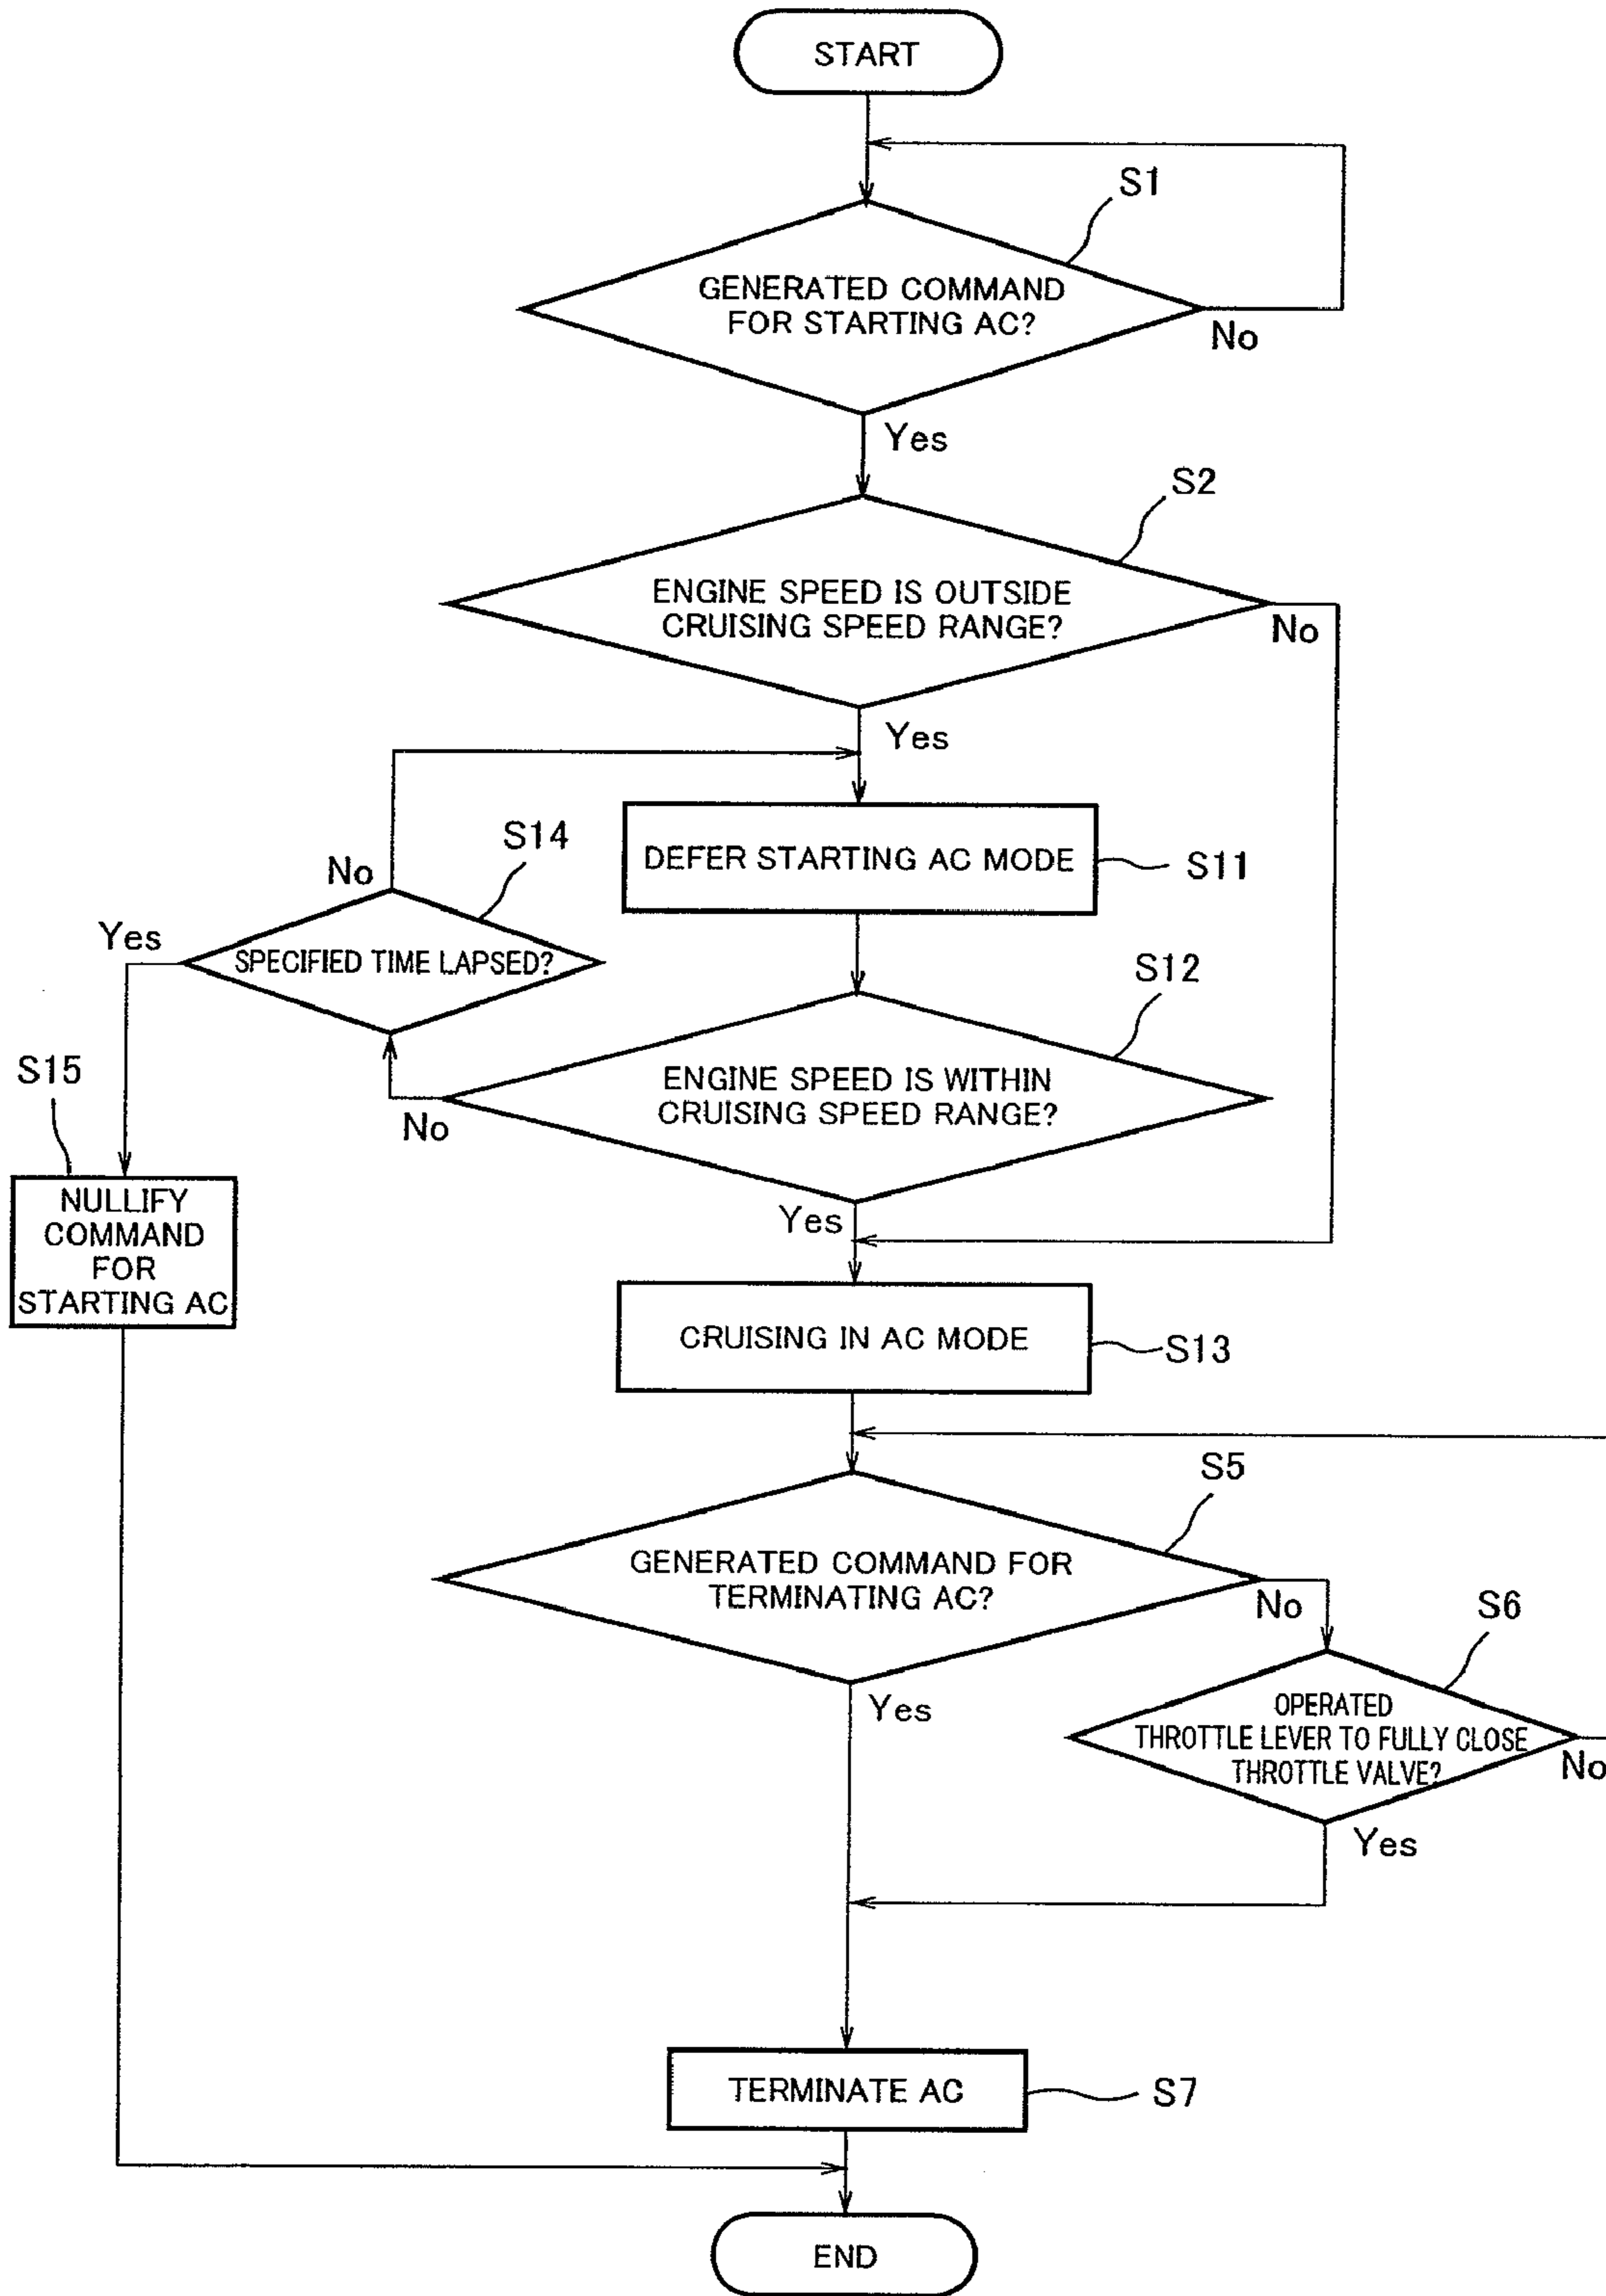 START
S1
GENERATED COMMAND
FOR STARTING AC?
No
Yes
S2
ENGINE SPEED IS OUTSIDE
CRUISING SPEED RANGE?
No
Yes
DEFER STARTING AC MODE
S11
S14
No
Yes
SPECIFIED TIME LAPSED?
S12
ENGINE SPEED IS WITHIN
CRUISING SPEED RANGE?
No
Yes
S15
NULLIFY
COMMAND
FOR
STARTING AC
CRUISING IN AC MODE
S13
S5
GENERATED COMMAND FOR
TERMINATING AC?
No
Yes
S6
OPERATED
THROTTLE LEVER TO FULLY CLOSE
THROTTLE VALVE?
No
Yes
TERMINATE AC
S7
END